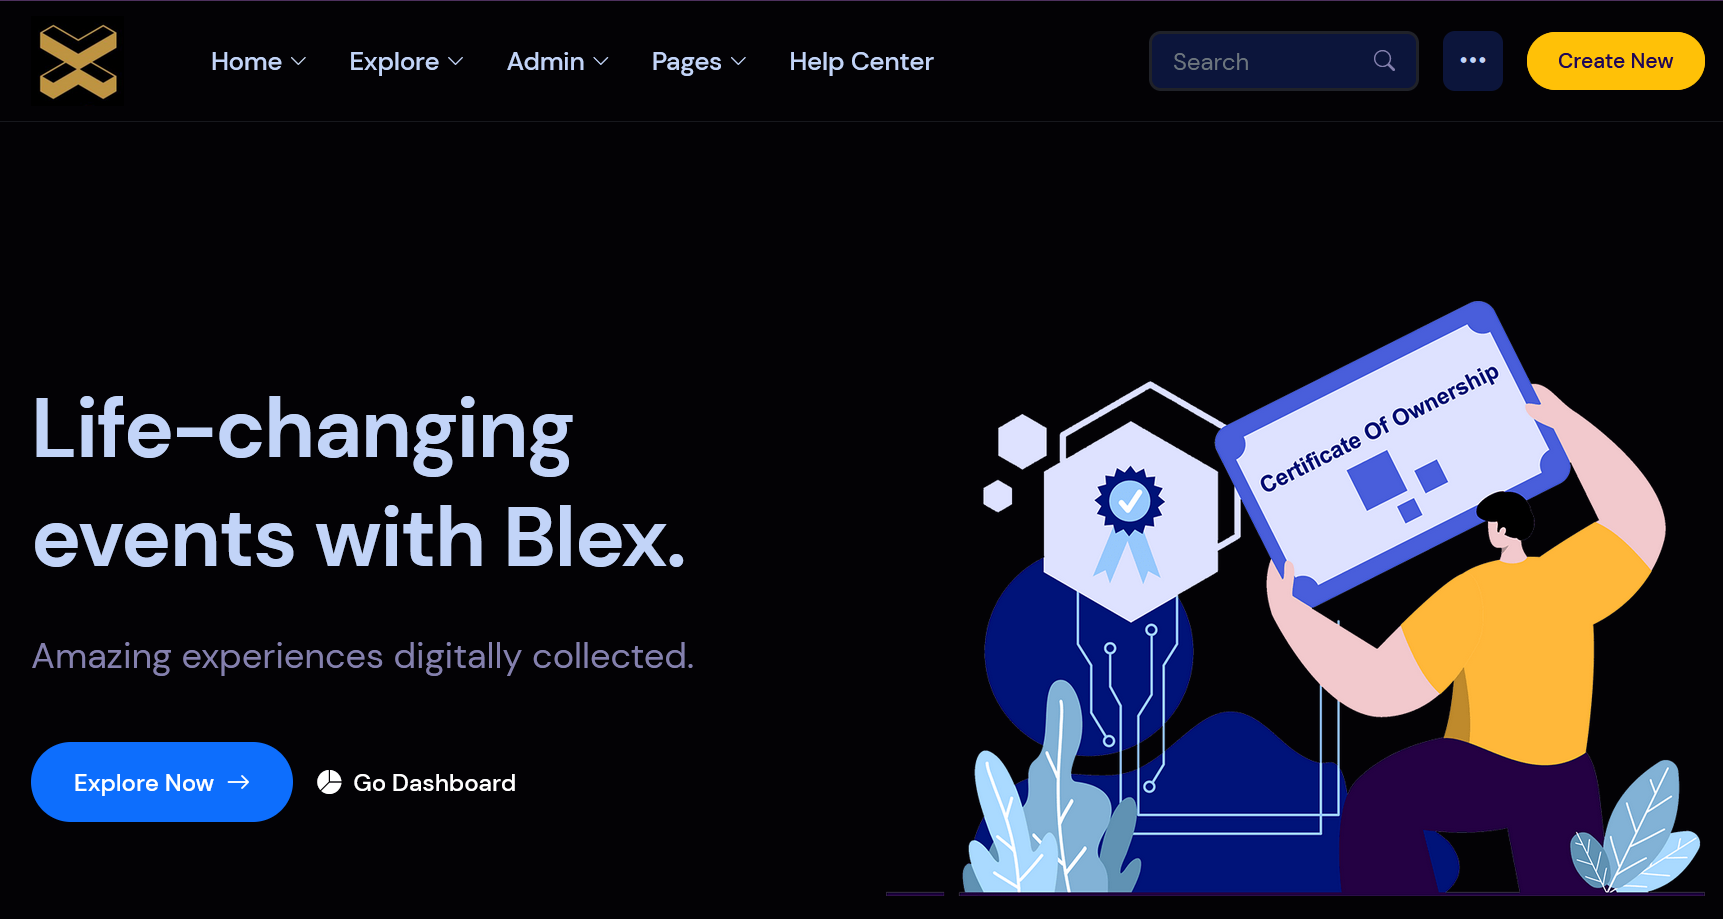 Home
Explore
Admin
Pages
Help Center
Search
Create New
Life-changing
events with Blex.
Amazing experiences digitally collected.
Explore Now
Go Dashboard
Certificate Of Ownership